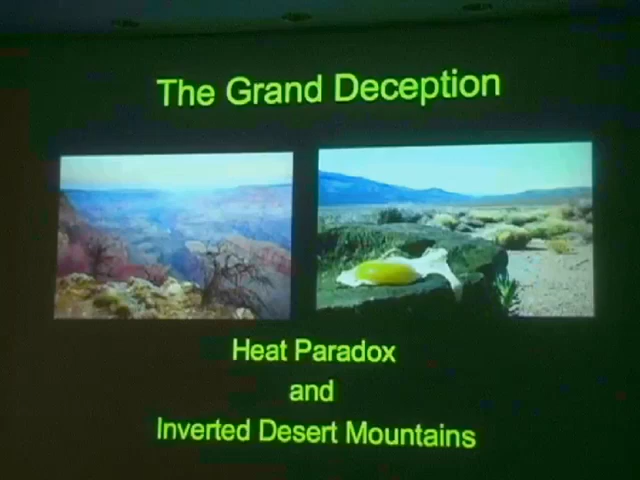 The Grand Deception
Heat Paradox
and
Inverted Desert Mountains